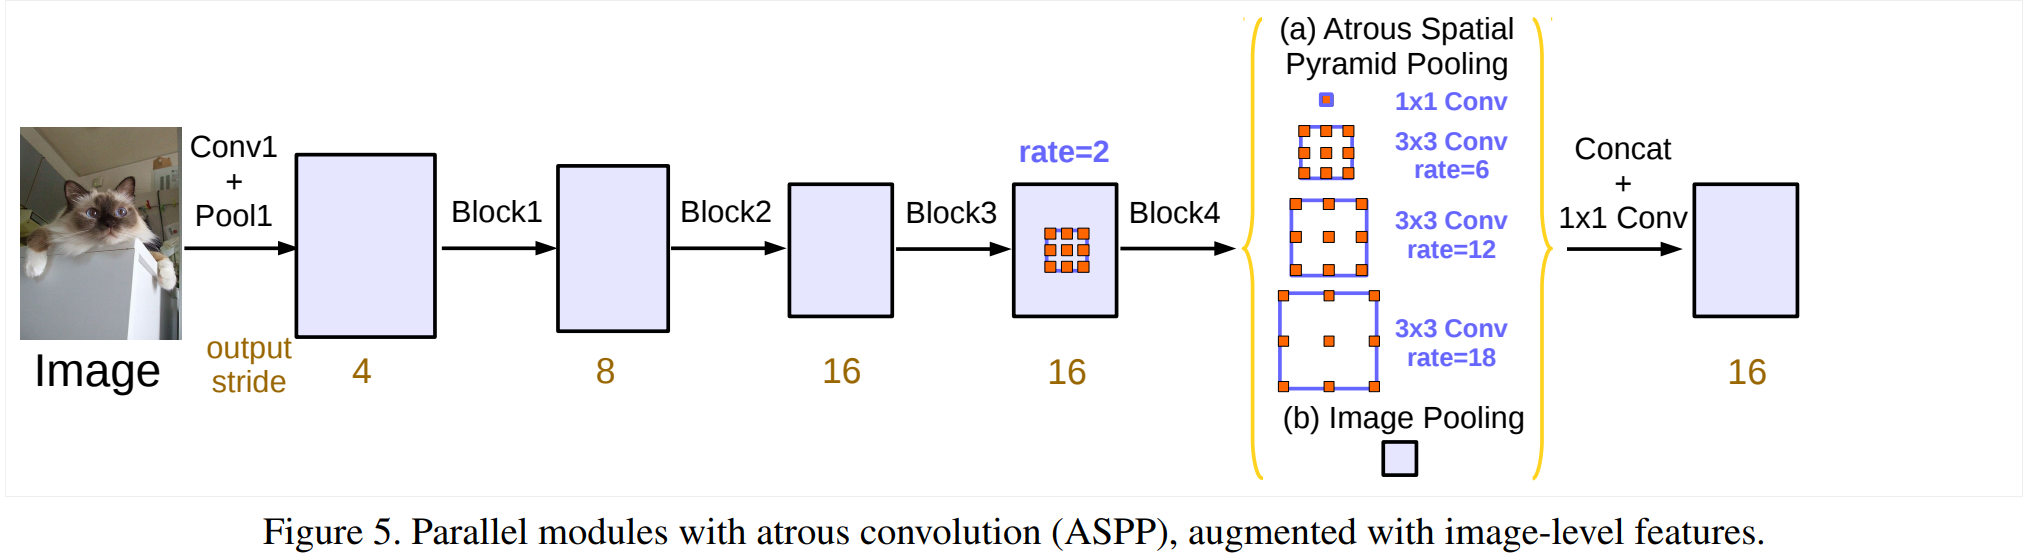 (a) Atrous Spatial
Pyramid Pooling
1x1 Conv
3x3 Conv
rate=6
3x3 Conv
rate=12
3x3 Conv
rate=18
(b) Image Pooling
Conv1
+
Pool1
Block1
Block2
Block3
rate=2
Block4
Concat
+
1x1 Conv
Image
output
stride
4
8
16
16
16
Figure 5. Parallel modules with atrous convolution (ASPP), augmented with image-level features.